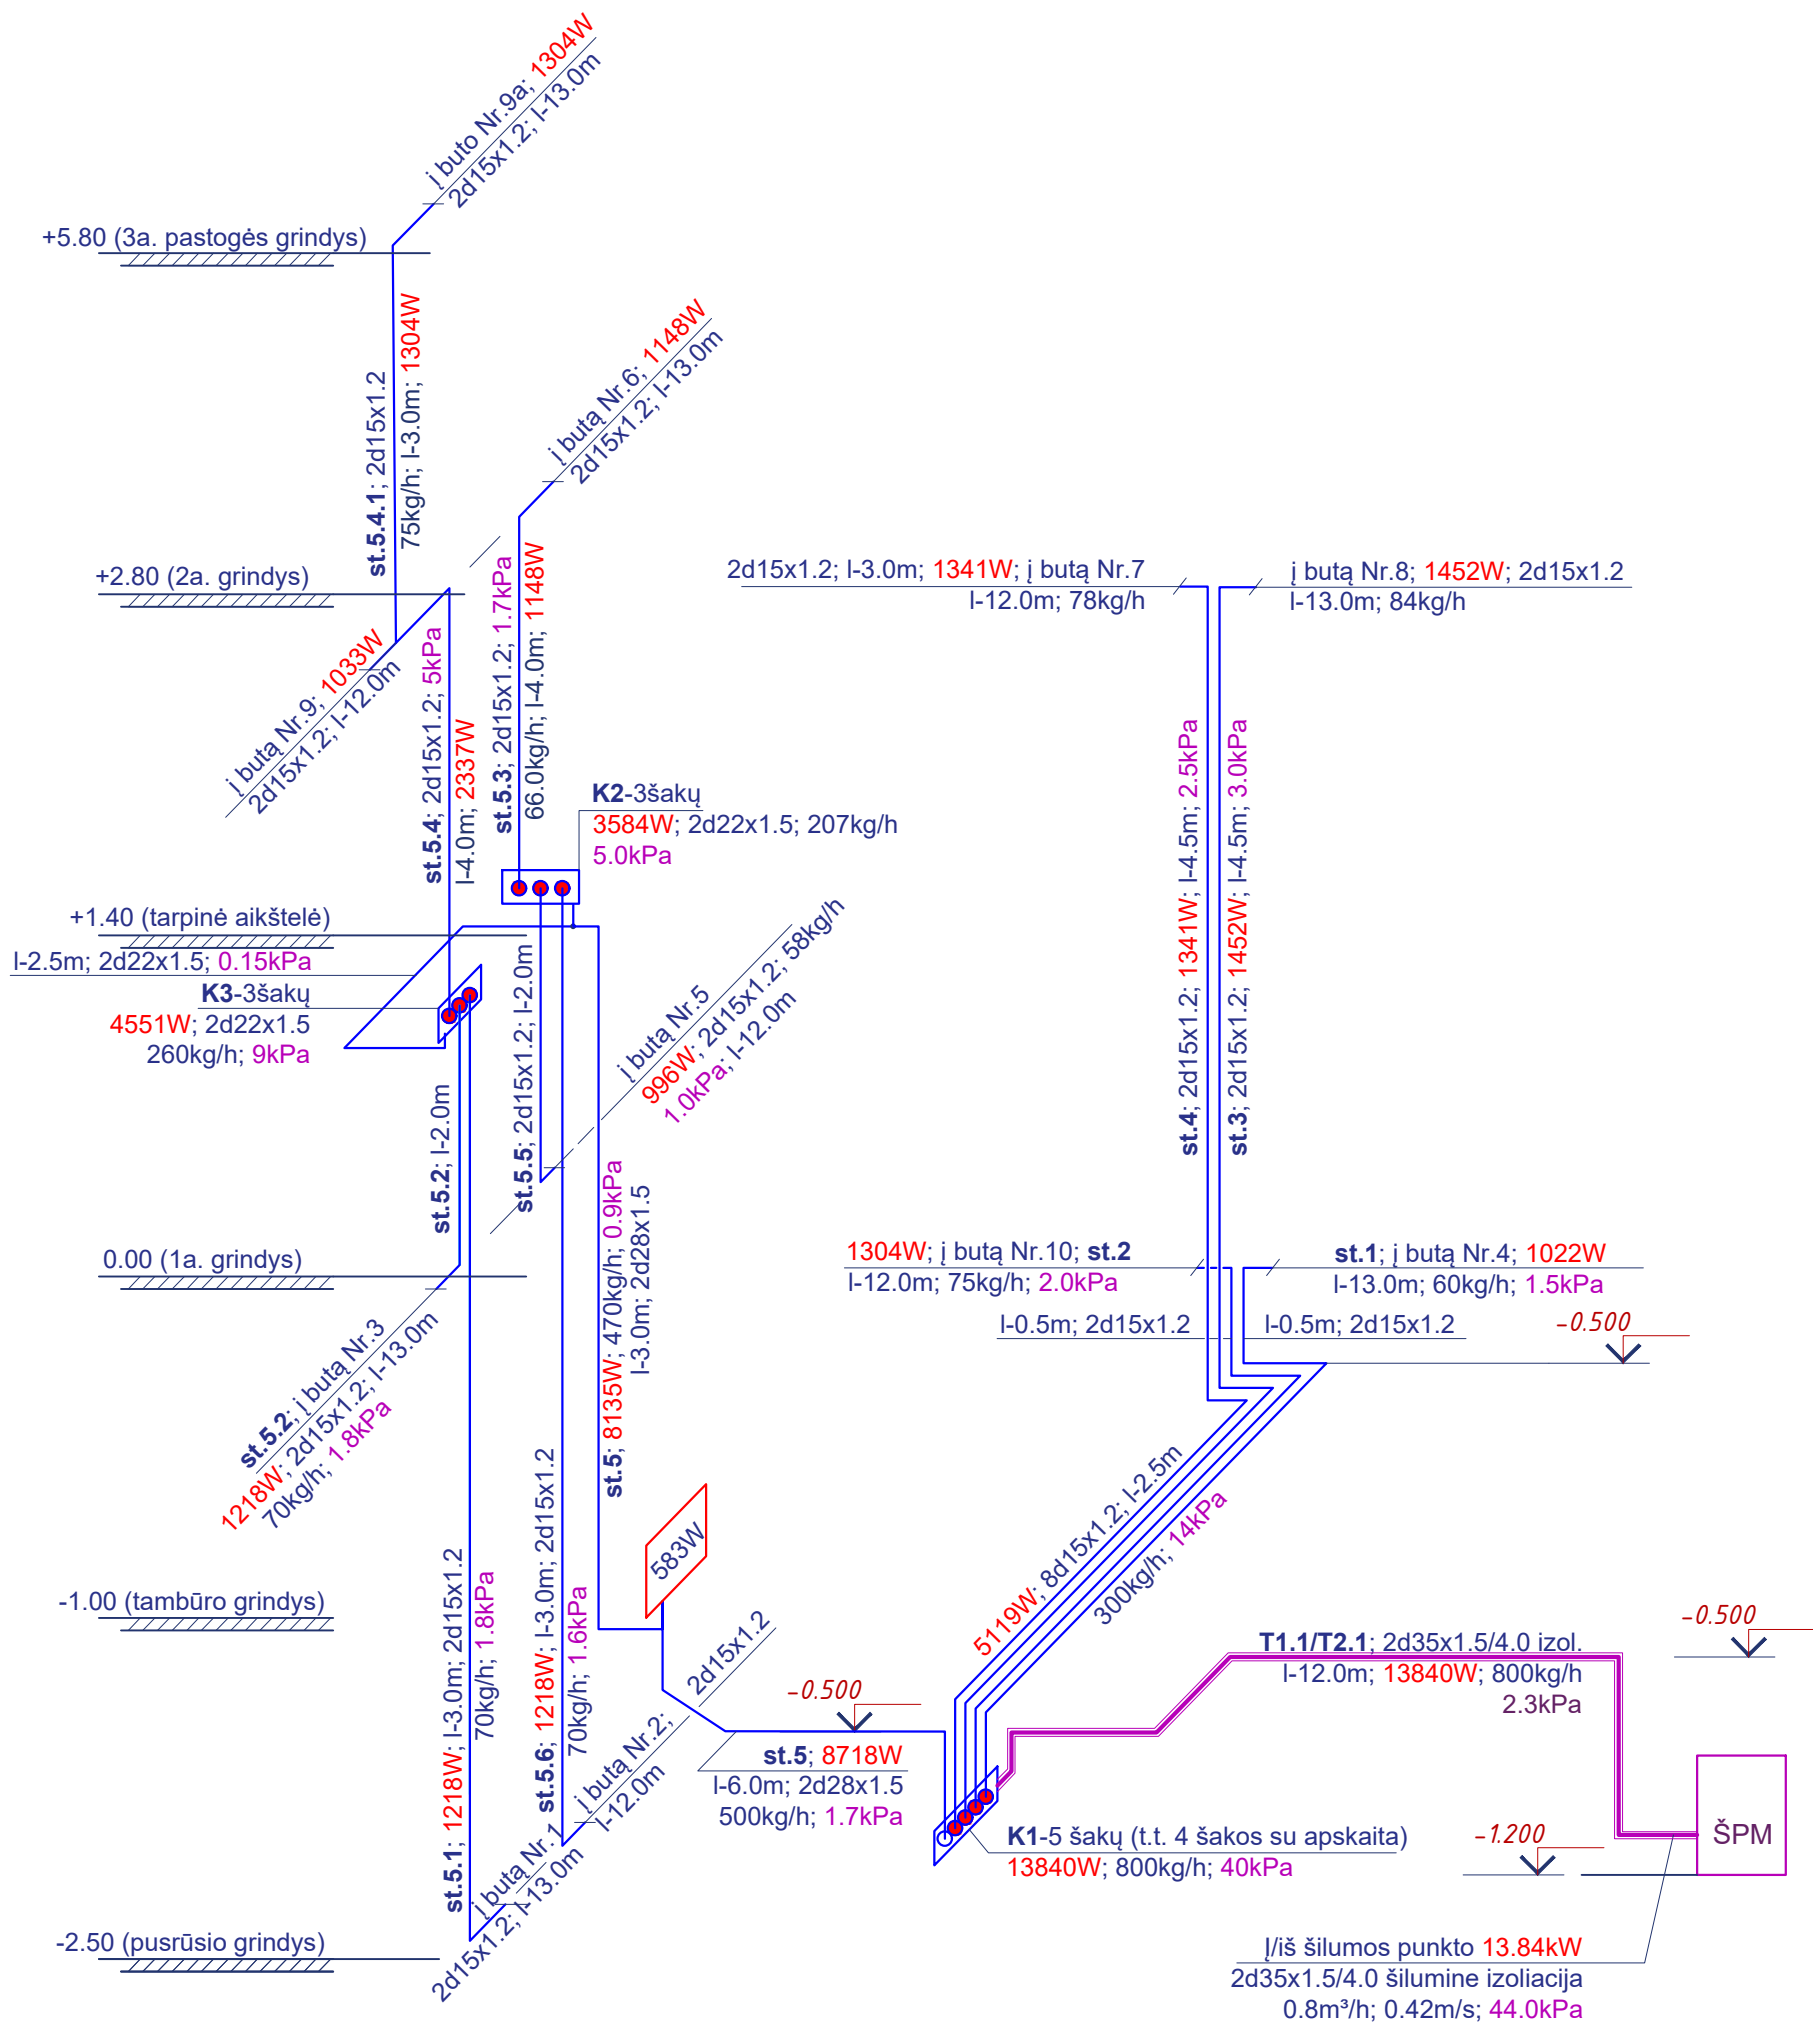 į buto Nr.9a; 1304W
2d15x1.2; l-13.0m
+5.80 (3a. pastogės grindys)
st.5.4.1; 2d15x1.2
75kg/h; l-3.0m; 1304W
į butą Nr.6; 1148W
2d15x1.2; l-13.0m
+2.80 (2a. grindys)
į butą Nr.9; 1033W
2d15x1.2; l-12.0m
st.5.4; 2d15x1.2; 5kPa
l-4.0m; 2337W
st.5.3; 2d15x1.2; 1.7kPa
66.0kg/h; l-4.0m; 1148W
2d15x1.2; l-3.0m; 1341W; į butą Nr.7
l-12.0m; 78kg/h
į butą Nr.8; 1452W; 2d15x1.2
l-13.0m; 84kg/h
st.4; 2d15x1.2; 1341W; l-4.5m; 2.5kPa
st.3; 2d15x1.2; 1452W; l-4.5m; 3.0kPa
K2-3šakų
3584W; 2d22x1.5; 207kg/h
5.0kPa
+1.40 (tarpinė aikštelė)
l-2.5m; 2d22x1.5; 0.15kPa
K3-3šakų
4551W; 2d22x1.5
260kg/h; 9kPa
st.5.2; l-2.0m
st.5.5; 2d15x1.2; l-2.0m
į butą Nr.5
996W; 2d15x1.2; 58kg/h
1.0kPa; l-12.0m
0.00 (1a. grindys)
st.5.2; į butą Nr.3
1218W; 2d15x1.2; l-13.0m
70kg/h; 1.8kPa
st.5; 8135W; 470kg/h; 0.9kPa
l-3.0m; 2d28x1.5
1304W; į butą Nr.10; st.2
l-12.0m; 75kg/h; 2.0kPa
st.1; į butą Nr.4; 1022W
l-13.0m; 60kg/h; 1.5kPa
l-0.5m; 2d15x1.2
l-0.5m; 2d15x1.2
-0.500
5119W; 8d15x1.2; l-2.5m
300kg/h; 14kPa
583W
-1.00 (tambūro grindys)
st.5.1; 1218W; l-3.0m; 2d15x1.2
70kg/h; 1.8kPa
st.5.6; 1218W; l-3.0m; 2d15x1.2
70kg/h; 1.6kPa
į butą Nr.2; 2d15x1.2
l-12.0m
į butą Nr.1
2d15x1.2; l-13.0m
-0.500
st.5; 8718W
l-6.0m; 2d28x1.5
500kg/h; 1.7kPa
-0.500
T1.1/T2.1; 2d35x1.5/4.0 izol.
l-12.0m; 13840W; 800kg/h
2.3kPa
K1-5 šakų (t.t. 4 šakos su apskaita)
13840W; 800kg/h; 40kPa
-1.200
ŠPM
-2.50 (pusrūsio grindys)
Į/iš šilumos punkto 13.84kW
2d35x1.5/4.0 šilumine izoliacija
0.8m³/h; 0.42m/s; 44.0kPa